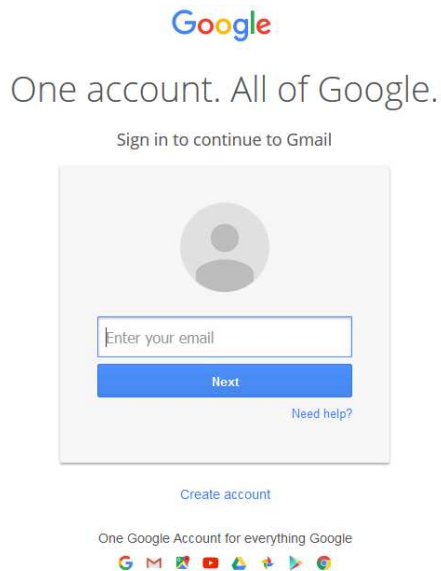 Google
One account. All of Google.
Sign in to continue to Gmail
Enter your email
Next
Need help?
Create account
One Google Account for everything Google